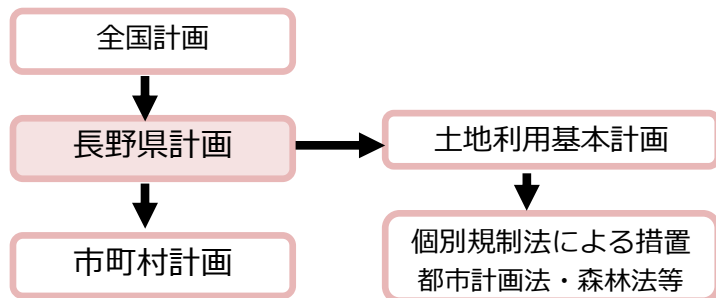 全国計画
長野県計画
土地利用基本計画
市町村計画
個別規制法による措置
都市計画法・森林法等